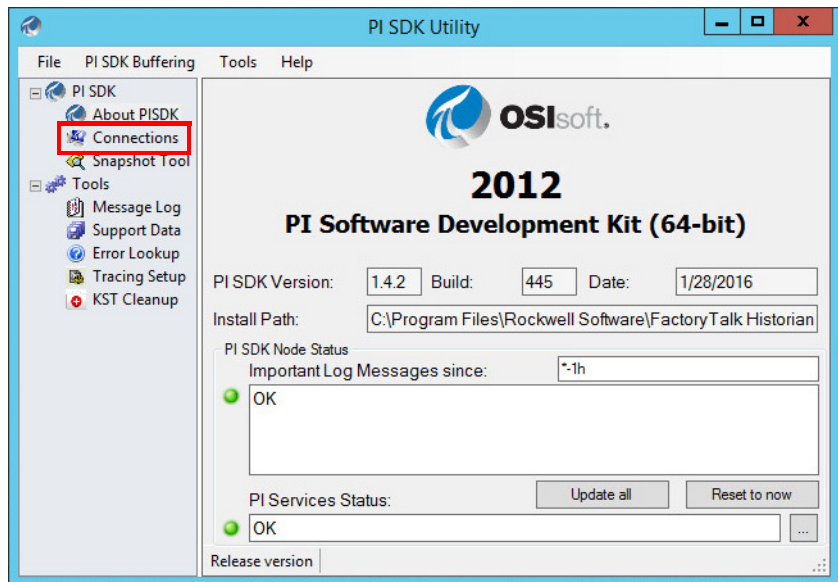 PI SDK Utility
File PI SDK Buffering Tools Help
PI SDK
About PISDK
Connections
Snapshot Tool
Tools
Message Log
Support Data
Error Lookup
Tracing Setup
KST Cleanup
OSIsoft.
2012
PI Software Development Kit (64-bit)
PI SDK Version: 1.4.2 Build: 445 Date: 1/28/2016
Install Path: C:\Program Files\Rockwell Software\FactoryTalk Historian
PI SDK Node Status
Important Log Messages since: *-1h
OK
Update all Reset to now
PI Services Status:
OK ...
Release version